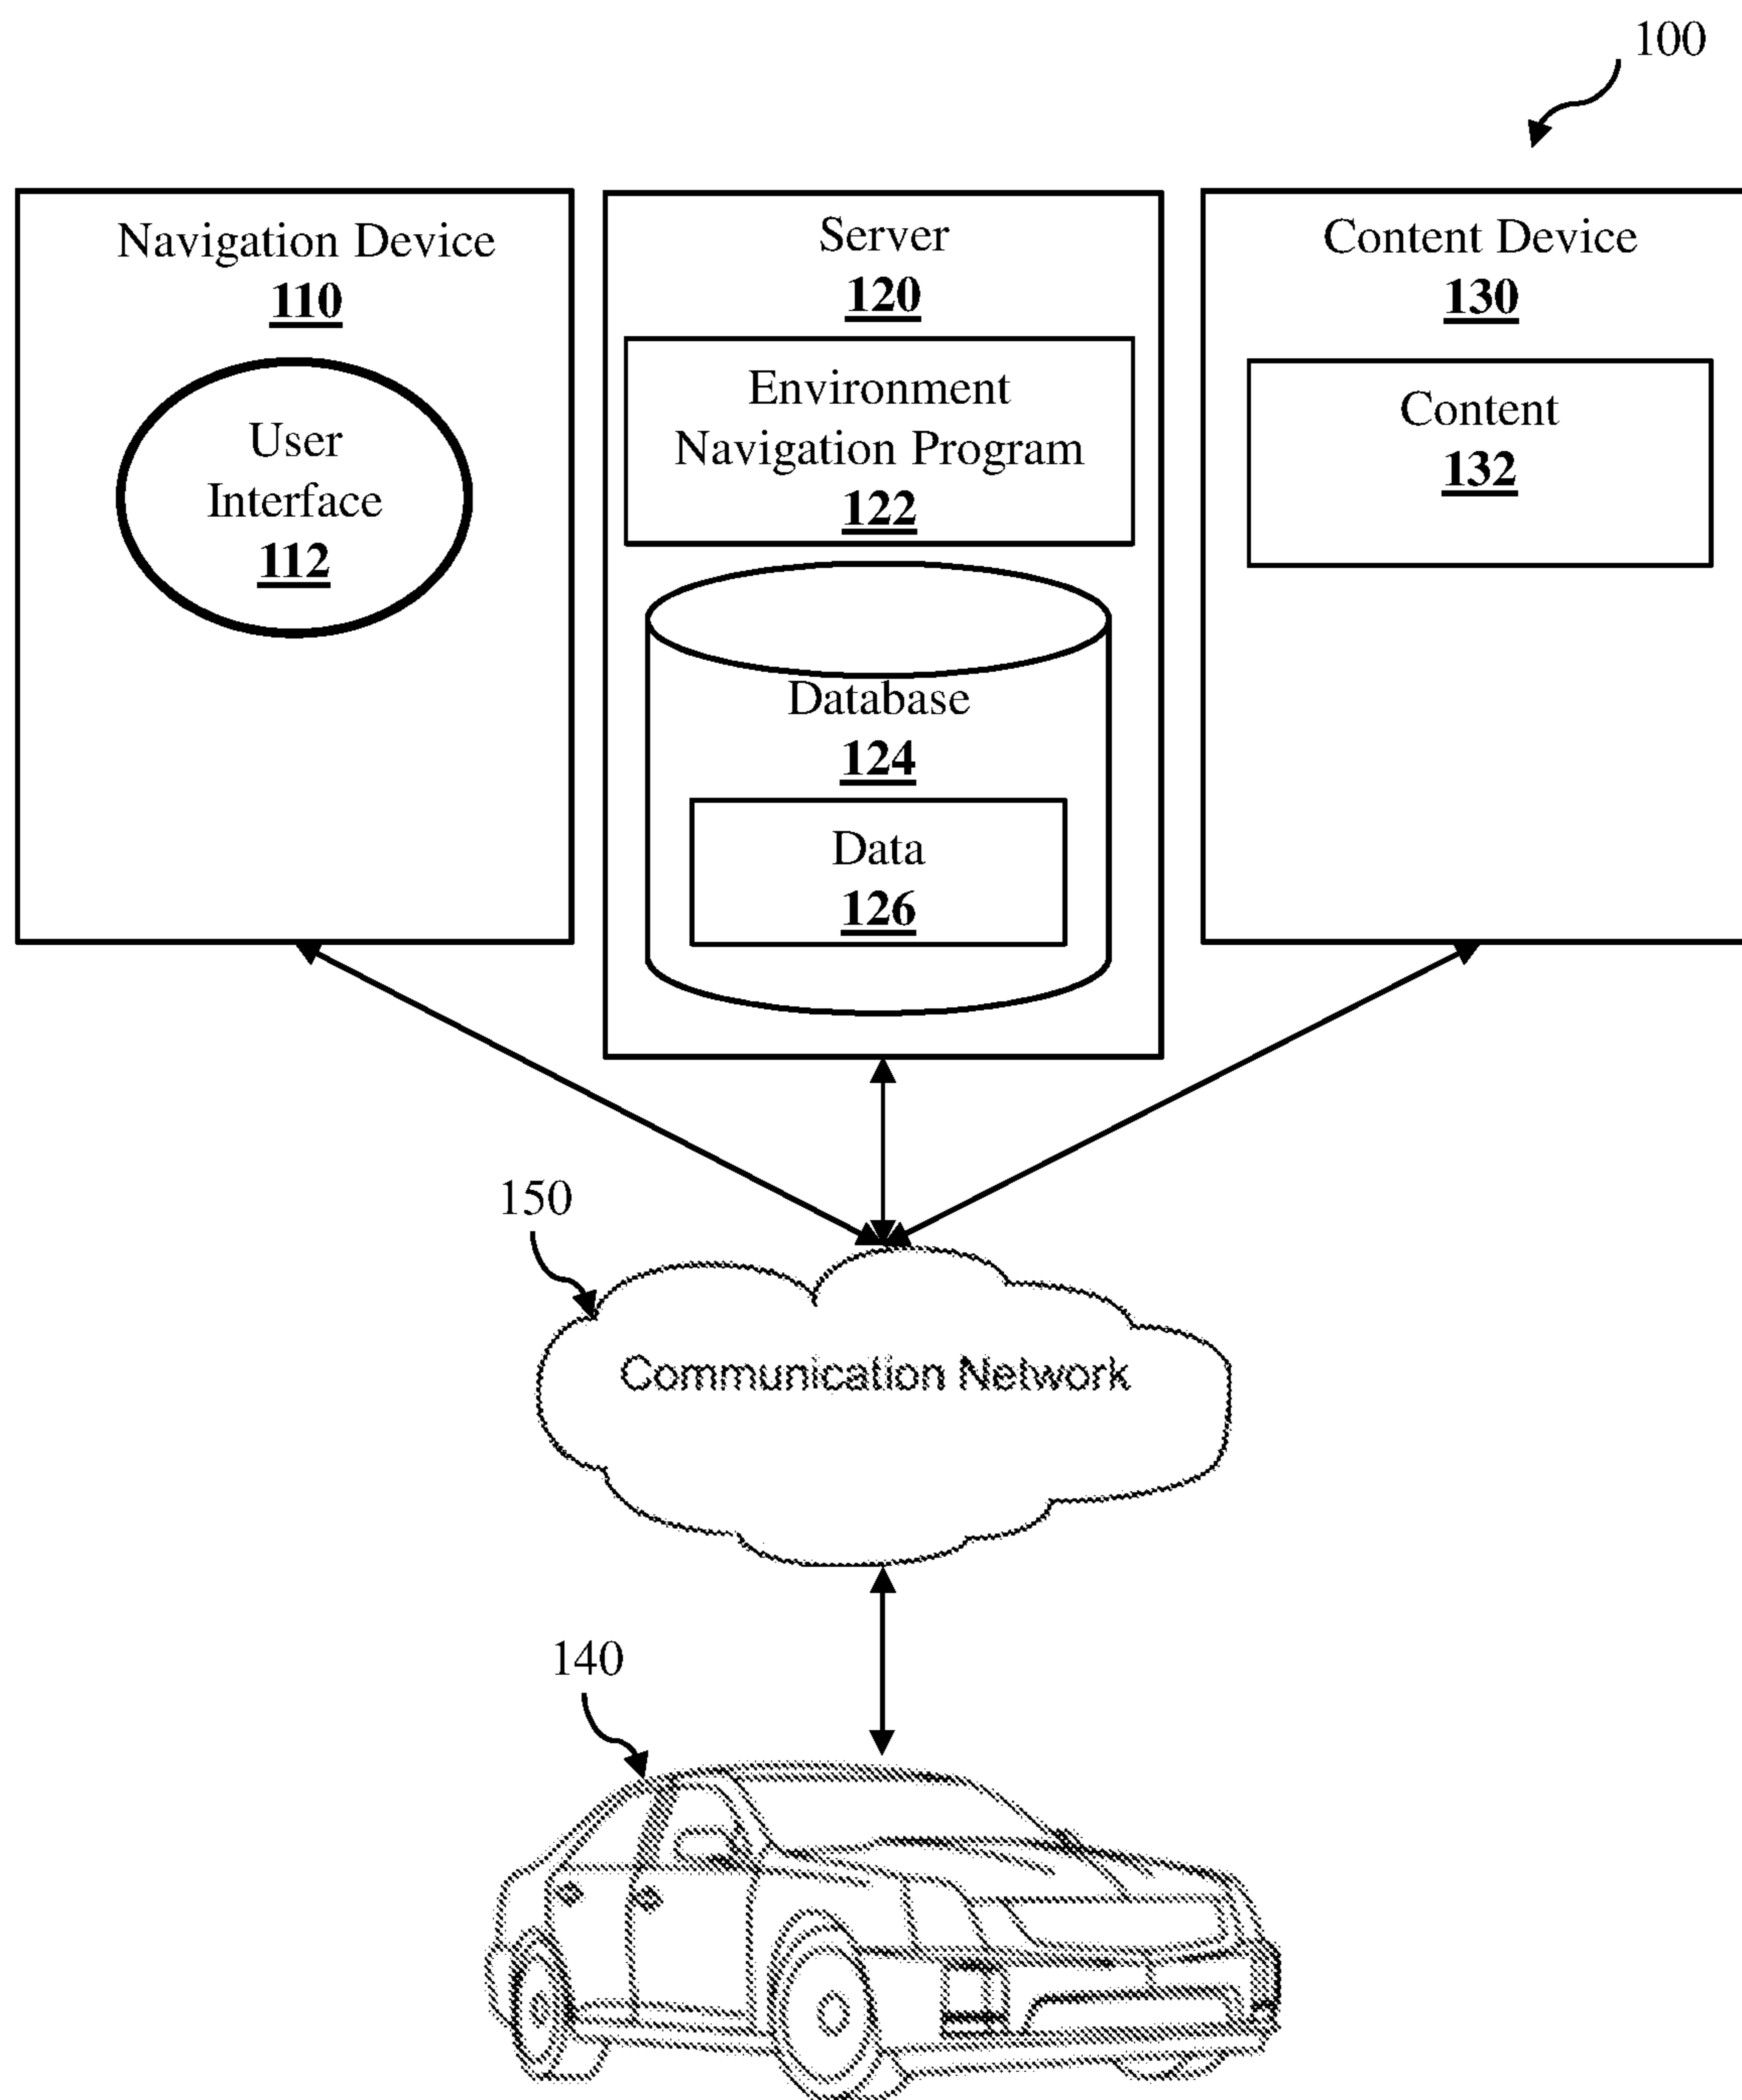 100
Navigation Device
110
User
Interface
112
Server
120
Environment
Navigation Program
122
Database
124
Data
126
Content Device
130
Content
132
150
Communication Network
140